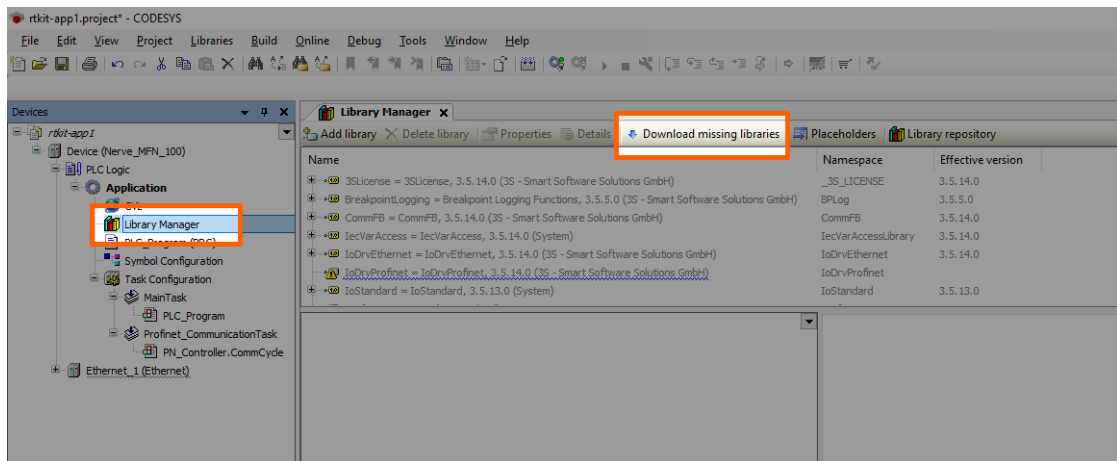 rtkit-app1.project* - CODESYS
File Edit View Project Libraries Build Online Debug Tools Window Help
Devices
Library Manager
Add library Delete library Properties Details Download missing libraries Placeholders Library repository
rtkit-app1
Device (Nerve_MFN_100)
PLC Logic
Application
GVL
Library Manager
PLC_Program (PRG)
Symbol Configuration
Task Configuration
MainTask
PLC_Program
Profinet_CommunicationTask
PN_Controller.CommCycle
Ethernet_1 (Ethernet)
Name Namespace Effective version
3SLicense = 3SLicense, 3.5.14.0 (3S - Smart Software Solutions GmbH) _3S_LICENSE 3.5.14.0
BreakpointLogging = Breakpoint Logging Functions, 3.5.5.0 (3S - Smart Software Solutions GmbH) BPLog 3.5.5.0
CommFB = CommFB, 3.5.14.0 (3S - Smart Software Solutions GmbH) CommFB 3.5.14.0
IecVarAccess = IecVarAccess, 3.5.14.0 (System) IecVarAccessLibrary 3.5.14.0
IoDrvEthernet = IoDrvEthernet, 3.5.14.0 (3S - Smart Software Solutions GmbH) IoDrvEthernet 3.5.14.0
IoDrvProfinet = IoDrvProfinet, 3.5.14.0 (3S - Smart Software Solutions GmbH) IoDrvProfinet
IoStandard = IoStandard, 3.5.13.0 (System) IoStandard 3.5.13.0